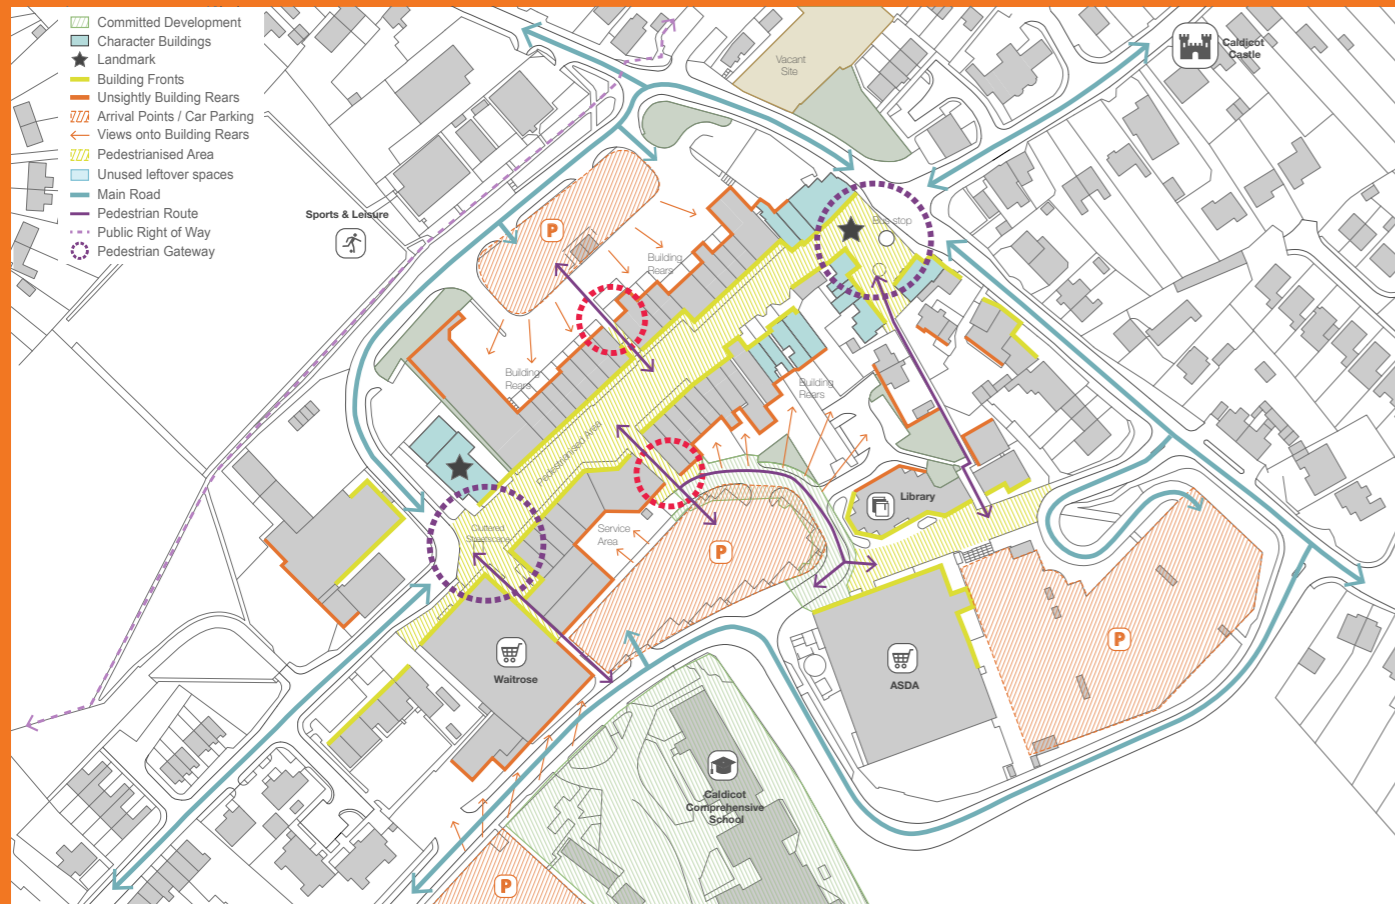 Committed Development
Character Buildings
Landmark
Building Fronts
Unsightly Building Rears
Arrival Points / Car Parking
Views onto Building Rears
Pedestrianised Area
Unused leftover spaces
Main Road
Pedestrian Route
Public Right of Way
Pedestrian Gateway
Vacant
Site
Caldicot
Castle
Sports & Leisure
P
Bus stop
Building
Rears
Building
Rears
Building
Rears
Pedestrianised Area
Library
Cluttered
Streetscape
Service
Area
P
P
Waitrose
ASDA
Caldicot
Comprehensive
School
P